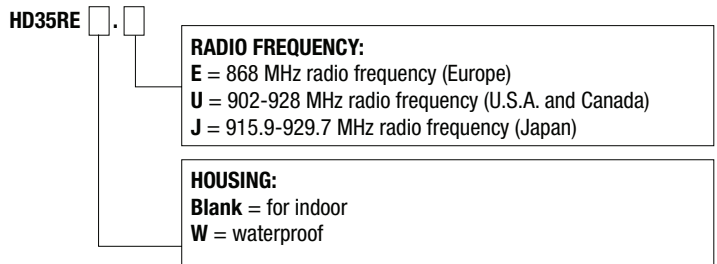 HD35RE .
RADIO FREQUENCY:
E = 868 MHz radio frequency (Europe)
U = 902-928 MHz radio frequency (U.S.A. and Canada)
J = 915.9-929.7 MHz radio frequency (Japan)
HOUSING:
Blank = for indoor
W = waterproof